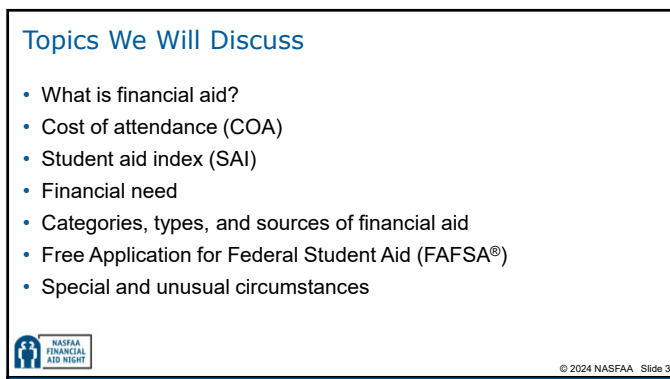 Topics We Will Discuss
• What is financial aid?
• Cost of attendance (COA)
• Student aid index (SAI)
• Financial need
• Categories, types, and sources of financial aid
• Free Application for Federal Student Aid (FAFSA®)
• Special and unusual circumstances
NASFAA
FINANCIAL
AID NIGHT
© 2024 NASFAA Slide 3